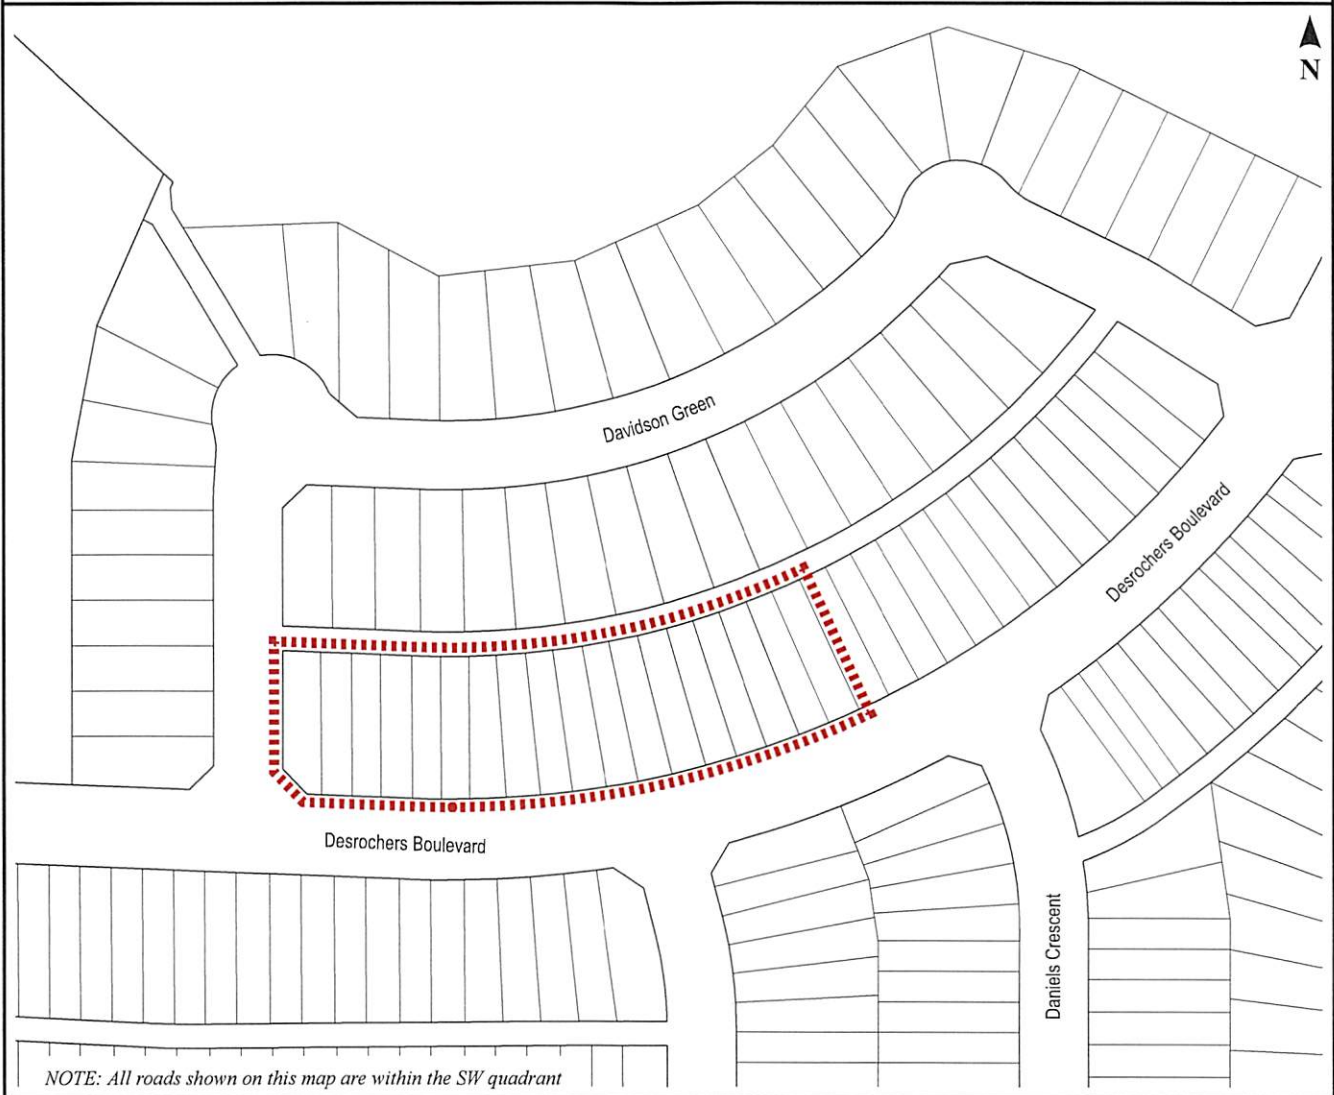 N
Davidson Green
Desrochers Boulevard
Desrochers Boulevard
Daniels Crescent
NOTE: All roads shown on this map are within the SW quadrant